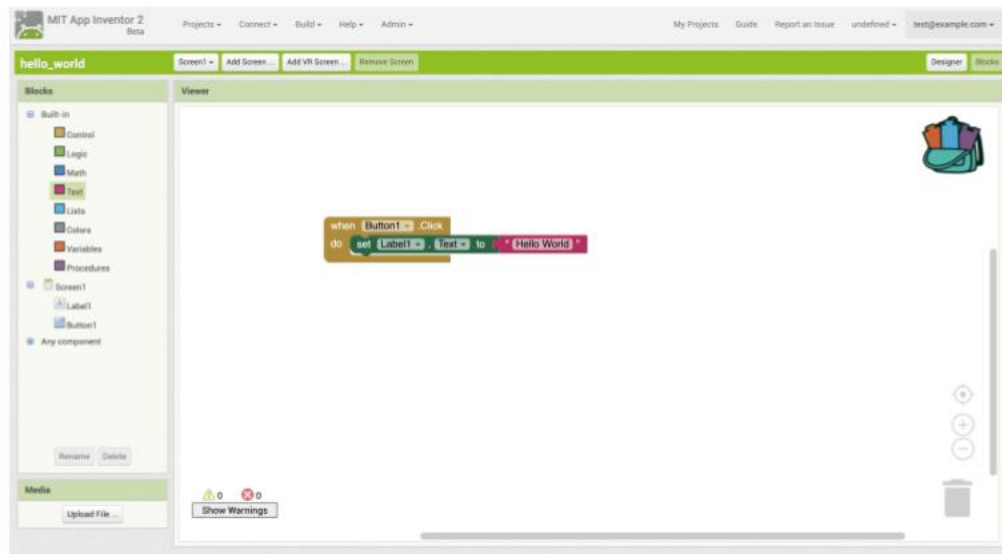 MIT App Inventor 2
Beta
Projects Connect Build Help Admin
My Projects Guide Report an Issue undefined test@example.com
hello_world
Screen1 Add Screen ... Add VR Screen ... Remove Screen
Designer Blocks
Blocks
Viewer
Built-in
Control
Logic
Math
Text
Lists
Colors
Variables
Procedures
Screen1
Label1
Button1
Any component
when Button1 .Click
do set Label1 . Text to " Hello World "
Rename Delete
Media
Upload File ...
0 0
Show Warnings